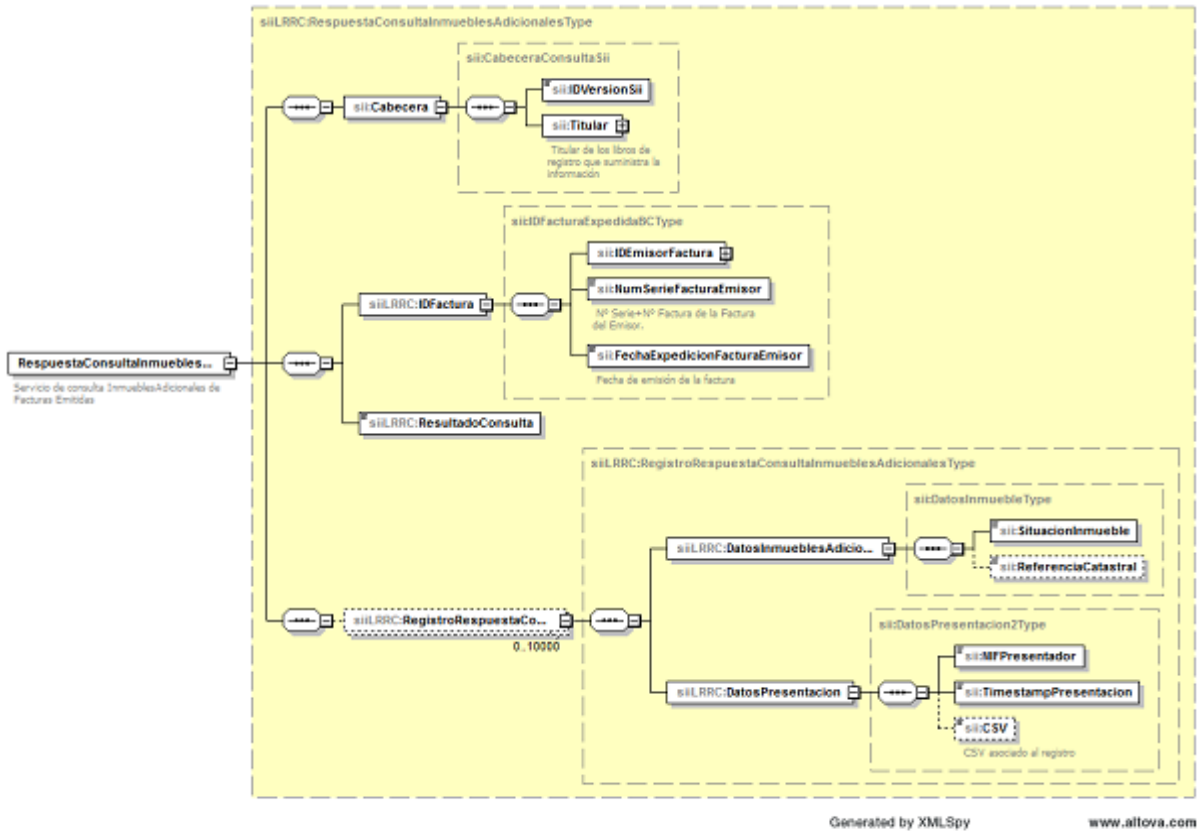 siiLRRC:RespuestaConsultaInmueblesAdicionalesType
sii:CabeceraConsultaSii
sii:IDVersionSii
sii:Cabecera
sii:Titular
Titular de los libros de
registro que suministra la
información
sii:IDFacturaExpedidaBCType
sii:IDEmisorFactura
siiLRRC:IDFactura
sii:NumSerieFacturaEmisor
Nº Serie+Nº Factura de la Factura
del Emisor.
sii:FechaExpedicionFacturaEmisor
Fecha de emisión de la factura
RespuestaConsultaInmuebles...
Servicio de consulta InmueblesAdicionales de
Facturas Emitidas
siiLRRC:ResultadoConsulta
siiLRRC:RegistroRespuestaConsultaInmueblesAdicionalesType
sii:DatosInmuebleType
sii:SituacionInmueble
siiLRRC:DatosInmueblesAdicio...
sii:ReferenciaCatastral
siiLRRC:RegistroRespuestaCo...
0..10000
sii:DatosPresentacion2Type
sii:NIFPresentador
siiLRRC:DatosPresentacion
sii:TimestampPresentacion
sii:CSV
CSV asociado al registro
Generated by XMLSpy
www.altova.com